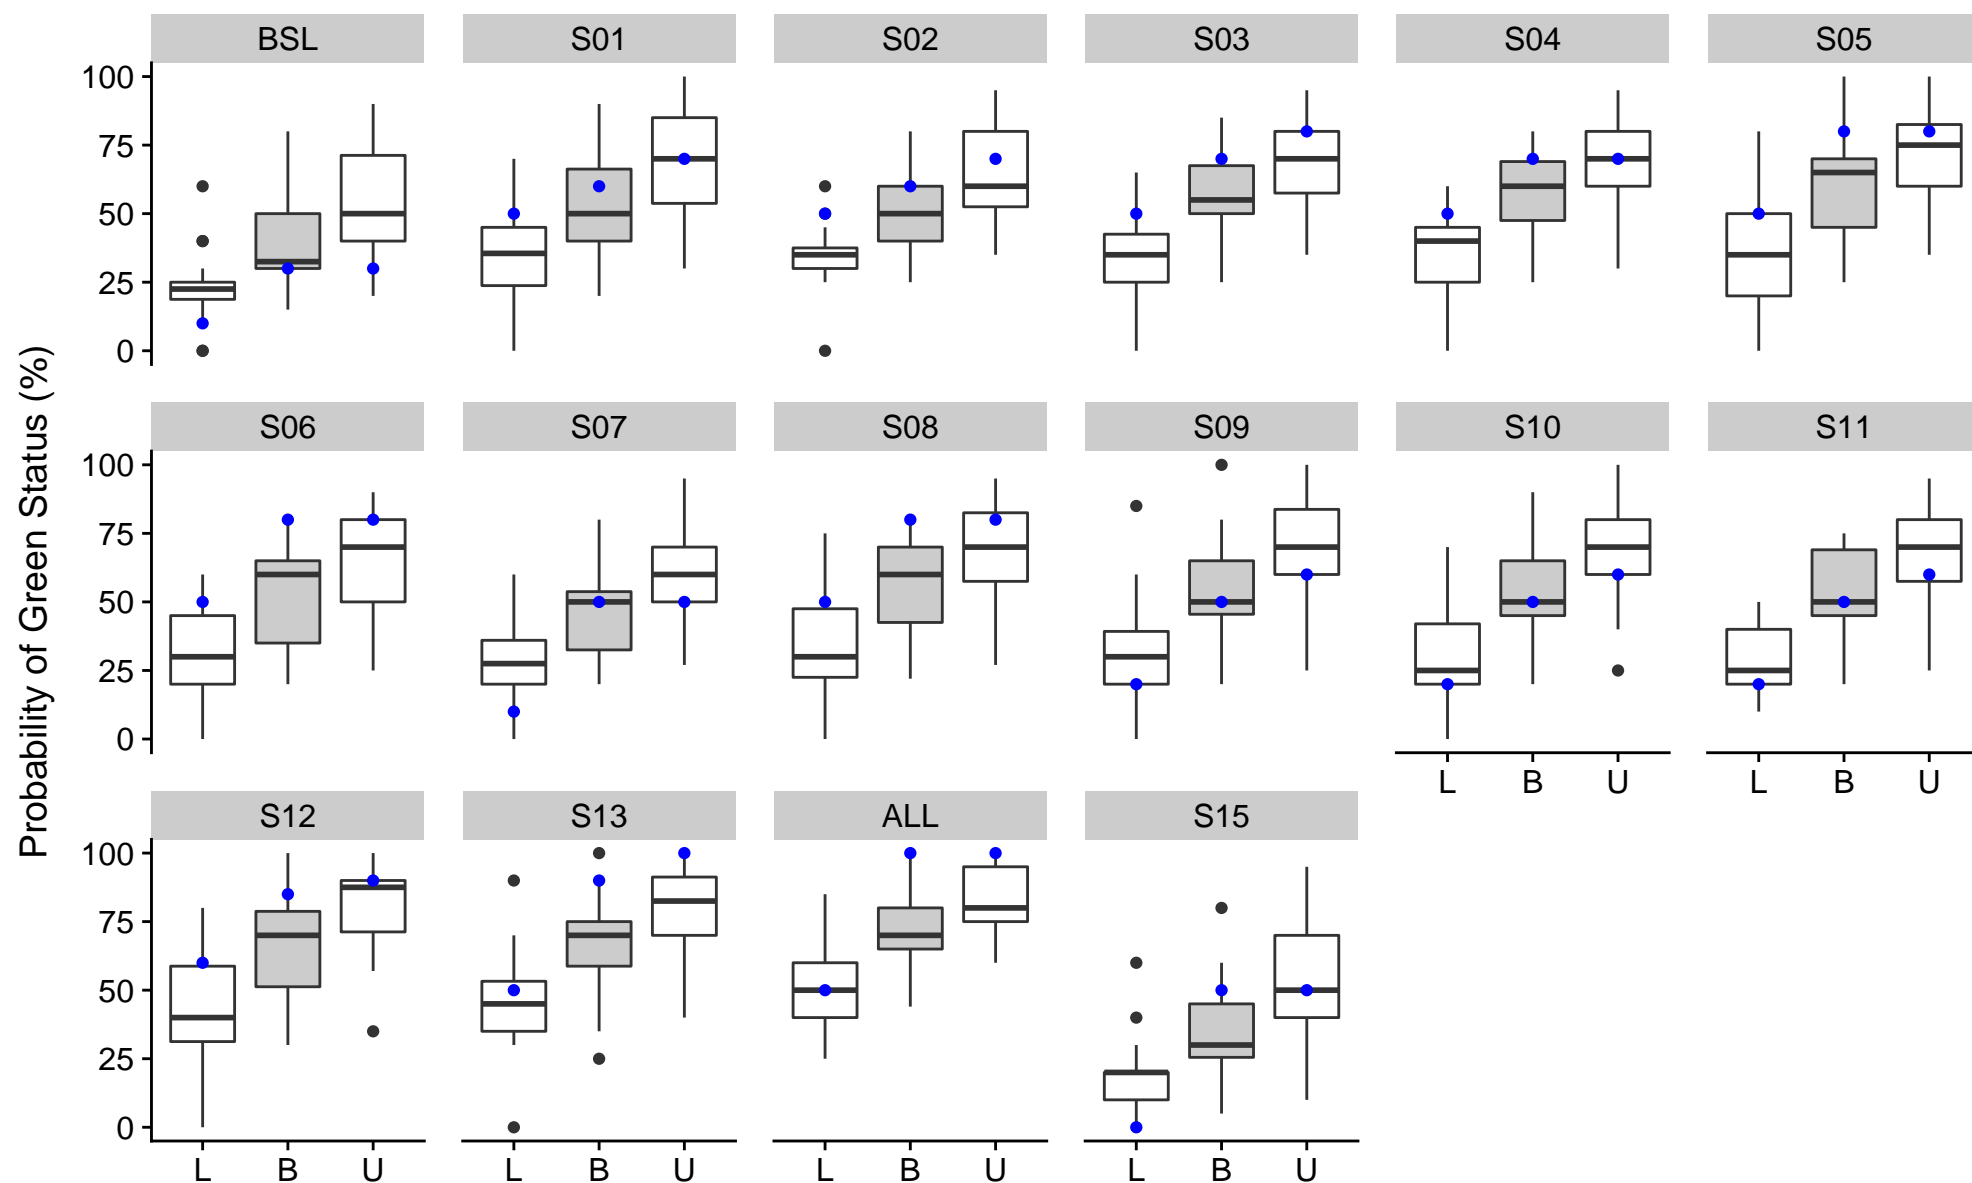 Probability of Green Status (%)
BSL S01 S02 S03 S04 S05
100
75
50
25
0
S06 S07 S08 S09 S10 S11
100
75
50
25
0
L B U L B U
S12 S13 ALL S15
100
75
50
25
0
L B U L B U L B U L B U